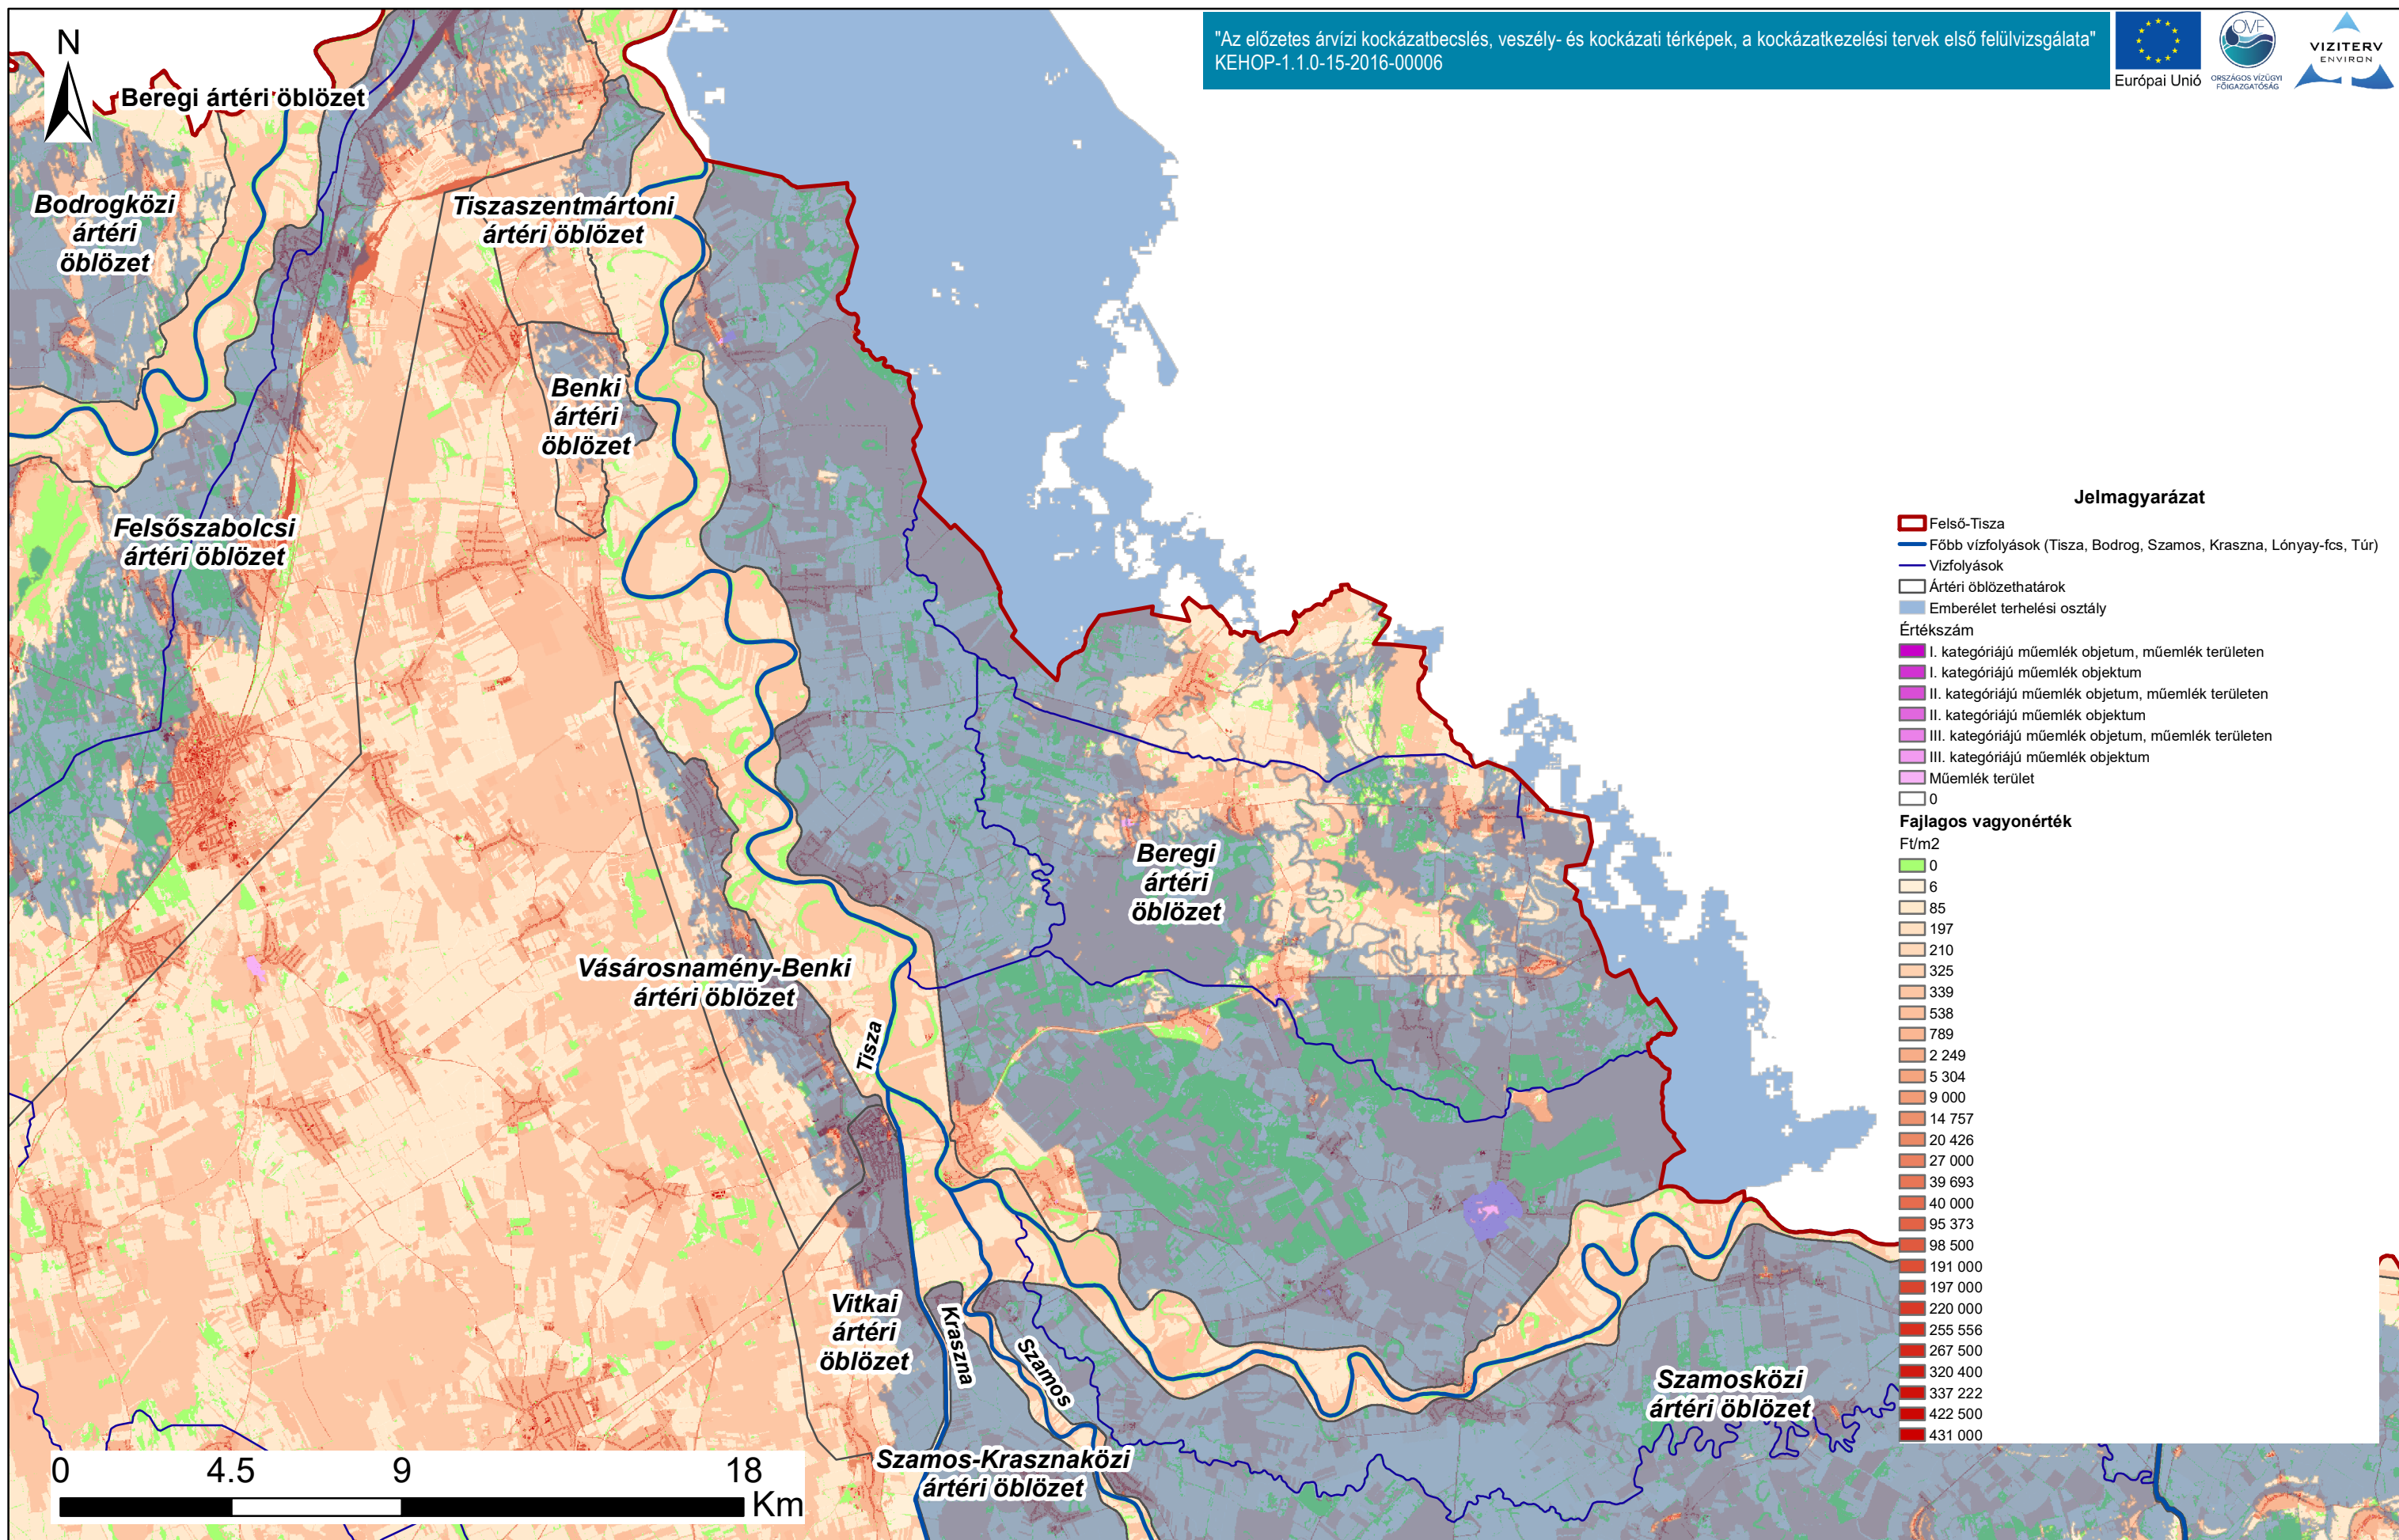 "Az előzetes árvízi kockázatbecslés, veszély- és kockázati térképek, a kockázatkezelési tervek első felülvizsgálata"
KEHOP-1.1.0-15-2016-00006
Európai Unió
OVF
ORSZÁGOS VÍZÜGYI
FŐIGAZGATÓSÁG
VIZITERV
ENVIRON
N
Beregi ártéri öblözet
Bodrogközi
ártéri
öblözet
Tiszaszentmártoni
ártéri öblözet
Benki
ártéri
öblözet
Felsőszabolcsi
ártéri öblözet
Beregi
ártéri
öblözet
Vásárosnamény-Benki
ártéri öblözet
Tisza
Vitkai
ártéri
öblözet
Kraszna
Szamos
Szamosközi
ártéri öblözet
Szamos-Krasznaközi
ártéri öblözet
0 4.5 9 18
Km
Jelmagyarázat
Felső-Tisza
Főbb vízfolyások (Tisza, Bodrog, Szamos, Kraszna, Lónyay-fcs, Túr)
Vizfolyások
Ártéri öblözethatárok
Emberélet terhelési osztály
Értékszám
I. kategóriájú műemlék objetum, műemlék területen
I. kategóriájú műemlék objektum
II. kategóriájú műemlék objetum, műemlék területen
II. kategóriájú műemlék objektum
III. kategóriájú műemlék objetum, műemlék területen
III. kategóriájú műemlék objektum
Műemlék terület
0
Fajlagos vagyonérték
Ft/m2
0
6
85
197
210
325
339
538
789
2 249
5 304
9 000
14 757
20 426
27 000
39 693
40 000
95 373
98 500
191 000
197 000
220 000
255 556
267 500
320 400
337 222
422 500
431 000